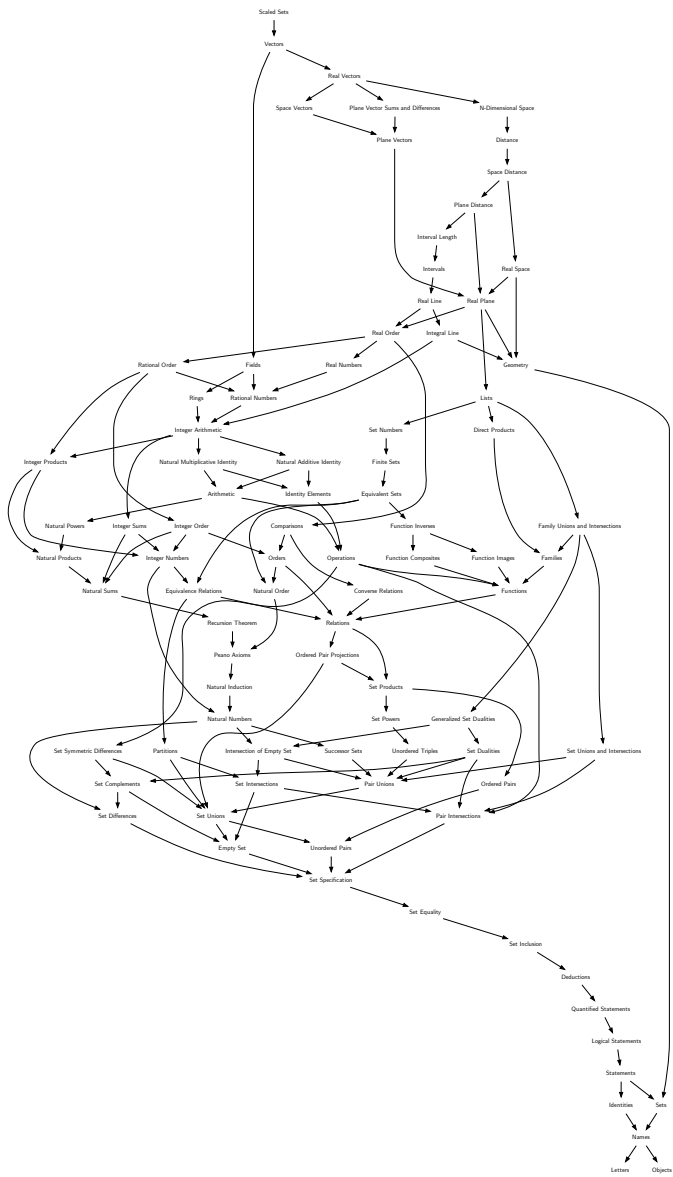 Scaled Sets
Vectors
Real Vectors
Space Vectors
Plane Vector Sums and Differences
N-Dimensional Space
Plane Vectors
Distance
Space Distance
Plane Distance
Interval Length
Intervals
Real Space
Real Line
Real Plane
Real Order
Integral Line
Rational Order
Fields
Real Numbers
Geometry
Rings
Rational Numbers
Lists
Integer Arithmetic
Set Numbers
Direct Products
Integer Products
Natural Multiplicative Identity
Natural Additive Identity
Finite Sets
Arithmetic
Identity Elements
Equivalent Sets
Natural Powers
Integer Sums
Integer Order
Comparisons
Function Inverses
Family Unions and Intersections
Natural Products
Integer Numbers
Orders
Operations
Function Composites
Function Images
Families
Natural Sums
Equivalence Relations
Natural Order
Converse Relations
Functions
Recursion Theorem
Relations
Peano Axioms
Ordered Pair Projections
Natural Induction
Set Products
Natural Numbers
Set Powers
Generalized Set Dualities
Set Symmetric Differences
Partitions
Intersection of Empty Set
Successor Sets
Unordered Triples
Set Dualities
Set Unions and Intersections
Set Complements
Set Intersections
Pair Unions
Ordered Pairs
Set Differences
Set Unions
Pair Intersections
Empty Set
Unordered Pairs
Set Specification
Set Equality
Set Inclusion
Deductions
Quantified Statements
Logical Statements
Statements
Identities
Sets
Names
Letters
Objects